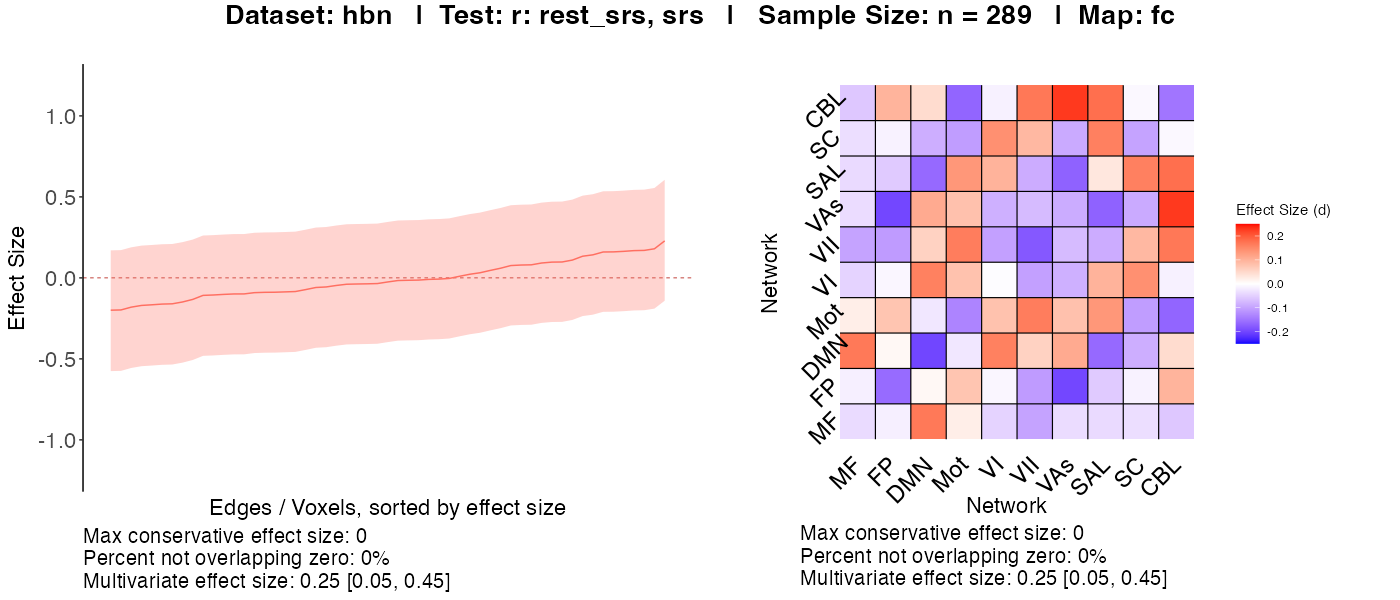 Dataset: hbn | Test: r: rest_srs, srs | Sample Size: n = 289 | Map: fc
Effect Size
1.0
0.5
0.0
-0.5
-1.0
Edges / Voxels, sorted by effect size
Max conservative effect size: 0
Percent not overlapping zero: 0%
Multivariate effect size: 0.25 [0.05, 0.45]
Network
CBL
SC
SAL
VAs
VII
VI
Mot
DMN
FP
MF
MF FP DMN Mot VI VII VAs SAL SC CBL
Network
Max conservative effect size: 0
Percent not overlapping zero: 0%
Multivariate effect size: 0.25 [0.05, 0.45]
Effect Size (d)
0.2
0.1
0.0
-0.1
-0.2